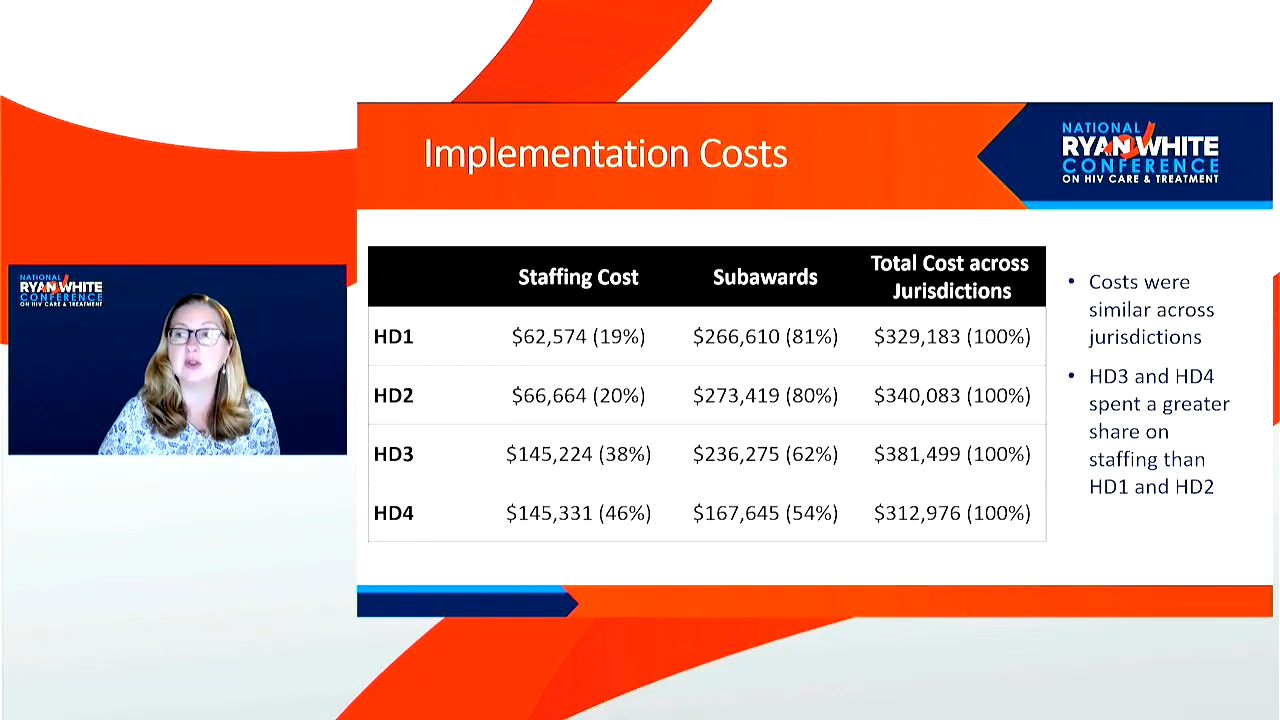 Implementation Costs
NATIONAL
RYAN WHITE
CONFERENCE
ON HIV CARE & TREATMENT
NATIONAL
RYAN WHITE
CONFERENCE
ON HIV CARE & TREATMENT
Staffing Cost Subawards Total Cost across
Jurisdictions
HD1 $62,574 (19%) $266,610 (81%) $329,183 (100%)
HD2 $66,664 (20%) $273,419 (80%) $340,083 (100%)
HD3 $145,224 (38%) $236,275 (62%) $381,499 (100%)
HD4 $145,331 (46%) $167,645 (54%) $312,976 (100%)
• Costs were
similar across
jurisdictions
• HD3 and HD4
spent a greater
share on
staffing than
HD1 and HD2